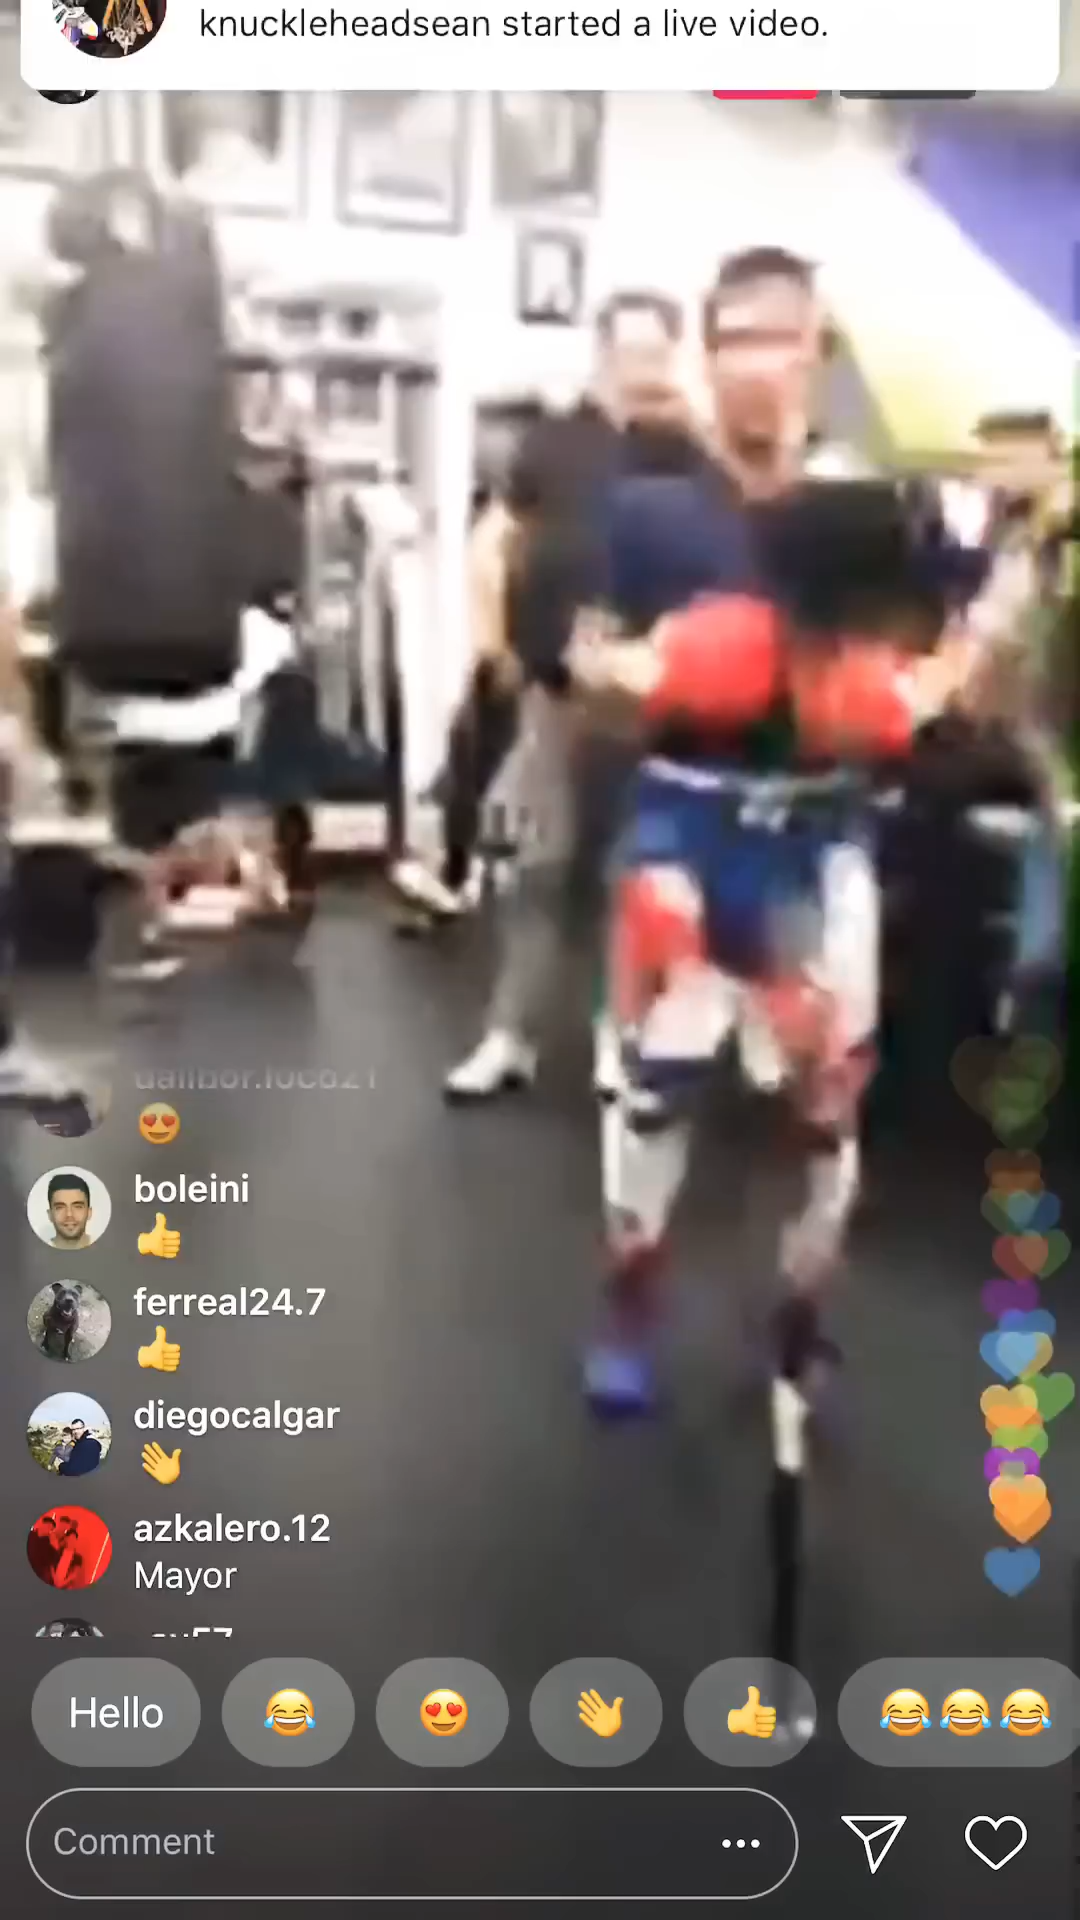 knuckleheadsean started a live video.
boleini
ferreal24.7
diegocalgar
azkalero.12
Mayor
Hello
Comment